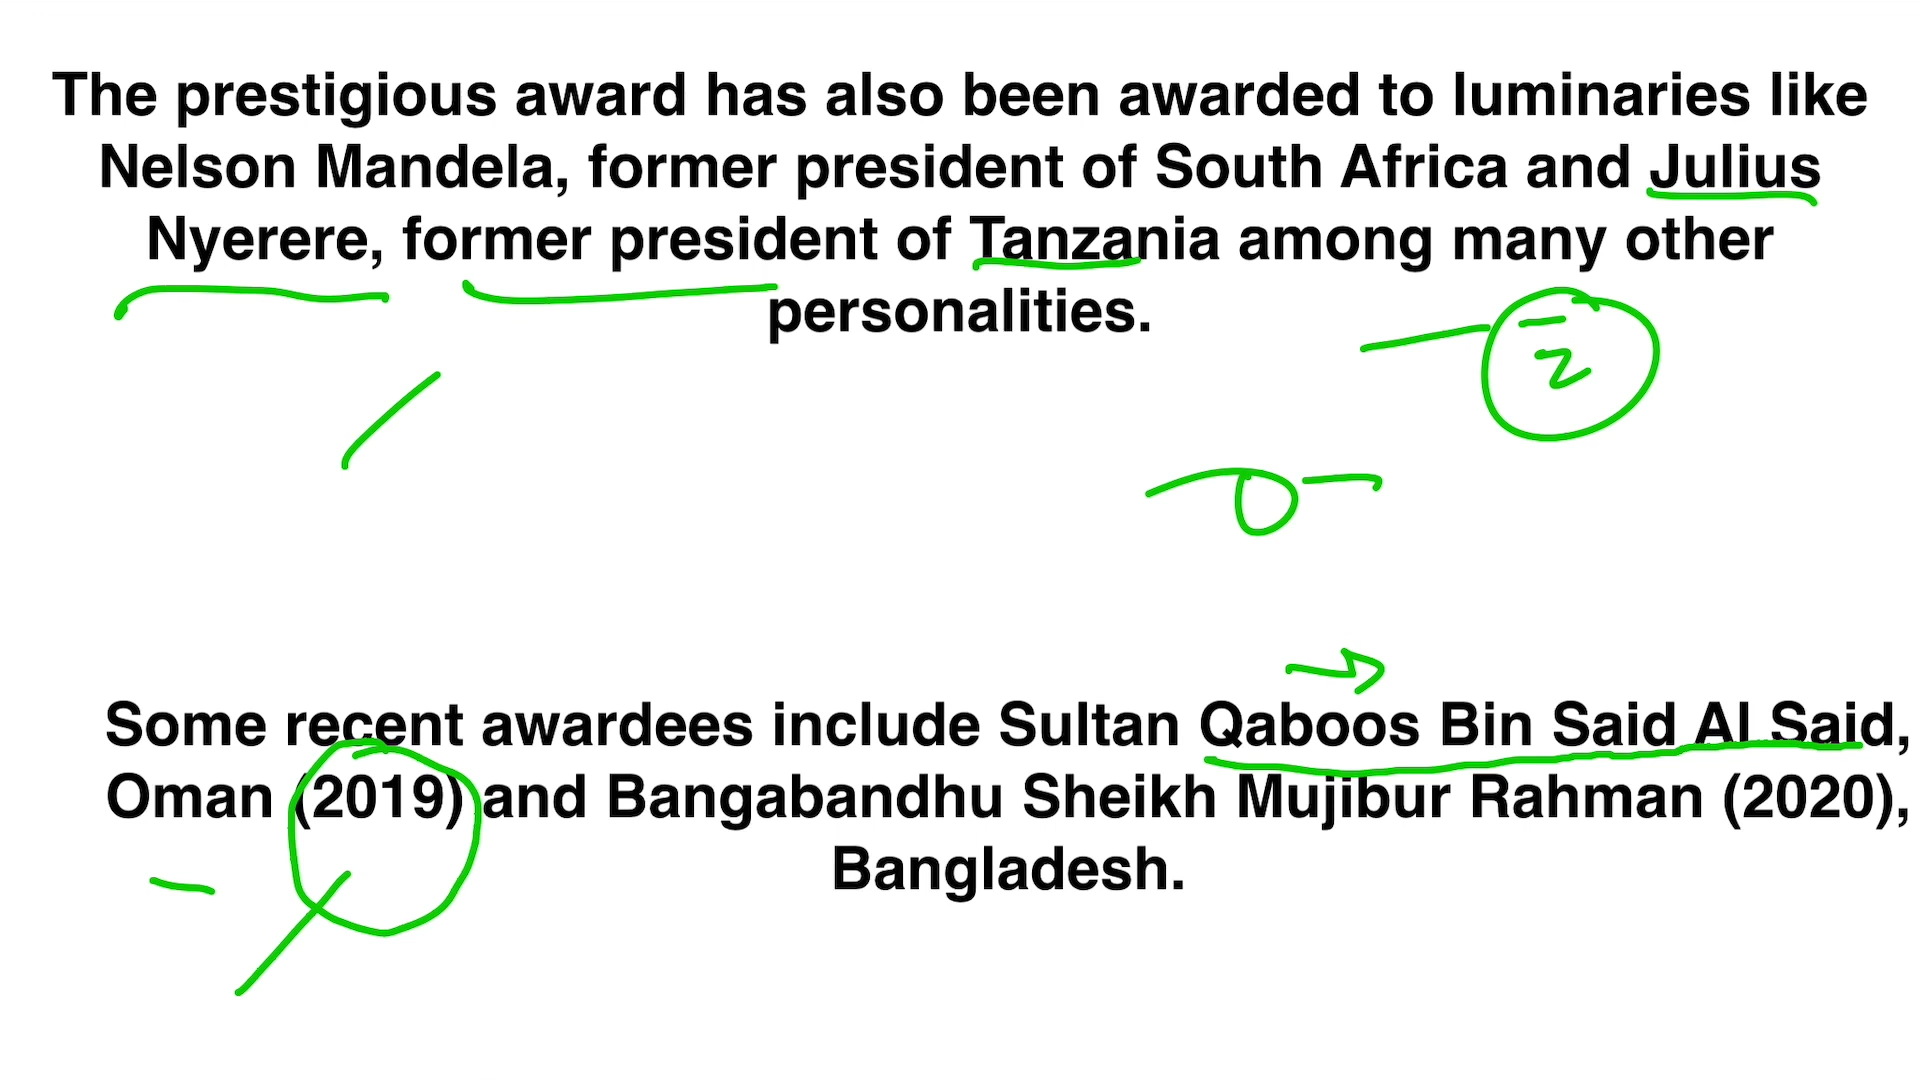 The prestigious award has also been awarded to luminaries like
Nelson Mandela, former president of South Africa and Julius
Nyerere, former president of Tanzania among many other
personalities.
2
Some recent awardees include Sultan Qaboos Bin Said Al Said,
Oman (2019) and Bangabandhu Sheikh Mujibur Rahman (2020),
Bangladesh.